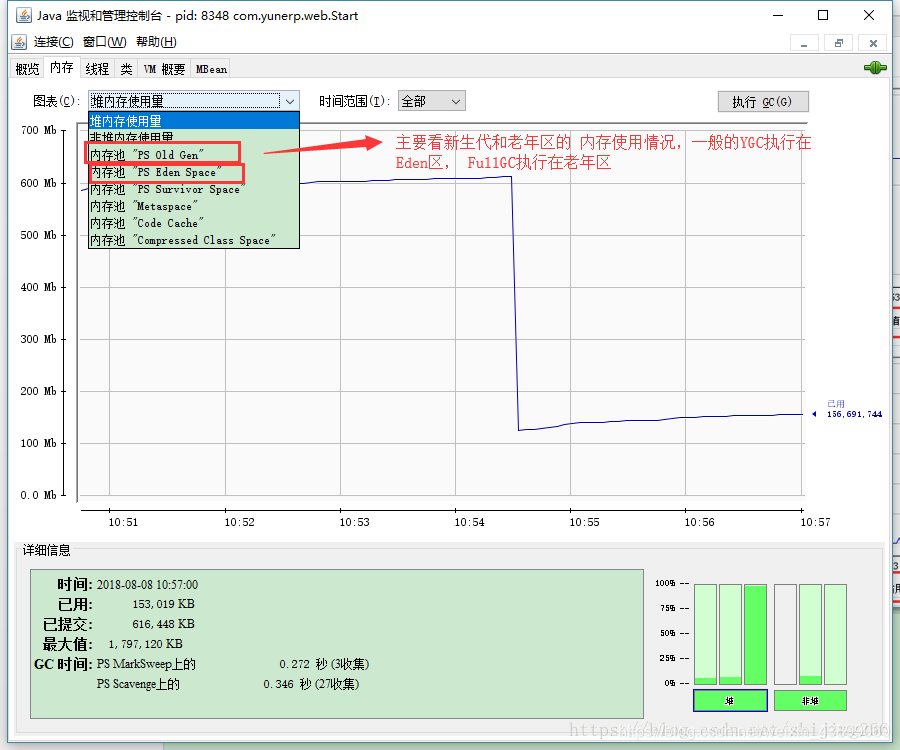 Java 监视和管理控制台 - pid: 8348 com.yunerp.web.Start
连接(C) 窗口(W) 帮助(H)
概览 内存 线程 类 VM 概要 MBean
图表(C): 堆内存使用量 时间范围(T): 全部 执行 GC(G)
堆内存使用量
非堆内存使用量
内存池 "PS Old Gen"
内存池 "PS Eden Space"
内存池 "PS Survivor Space"
内存池 "Metaspace"
内存池 "Code Cache"
内存池 "Compressed Class Space"
主要看新生代和老年区的 内存使用情况，一般的YGC执行在
Eden区， FullGC执行在老年区
700 Mb
600 Mb
500 Mb
400 Mb
300 Mb
200 Mb
100 Mb
0.0 Mb
已用
156,691,744
10:51 10:52 10:53 10:54 10:55 10:56 10:57
详细信息
时间: 2018-08-08 10:57:00
已用: 153,019 KB
已提交: 616,448 KB
最大值: 1,797,120 KB
GC 时间: PS MarkSweep上的 0.272 秒 (3收集)
PS Scavenge上的 0.346 秒 (27收集)
100% --
75% --
50% --
25% --
0% --
堆 非堆